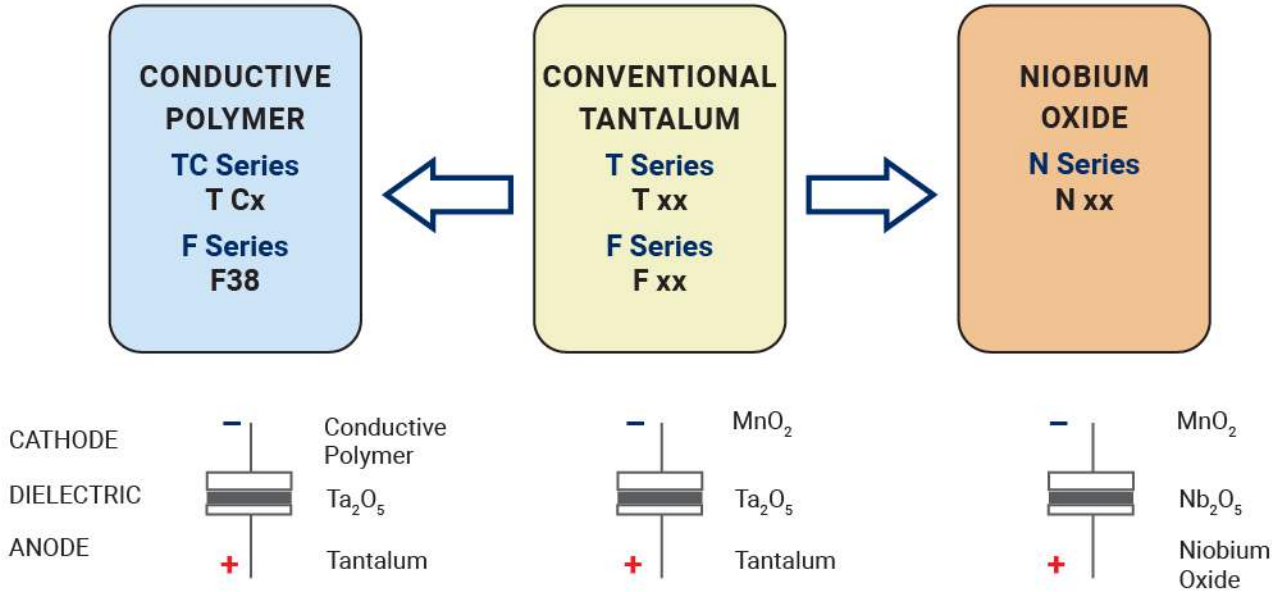 CONDUCTIVE
POLYMER
TC Series
T Cx
F Series
F38
CONVENTIONAL
TANTALUM
T Series
T xx
F Series
F xx
NIOBIUM
OXIDE
N Series
N xx
CATHODE
–
Conductive
Polymer
–
MnO₂
–
MnO₂
DIELECTRIC
Ta₂O₅
Ta₂O₅
Nb₂O₅
ANODE
+
Tantalum
+
Tantalum
+
Niobium
Oxide